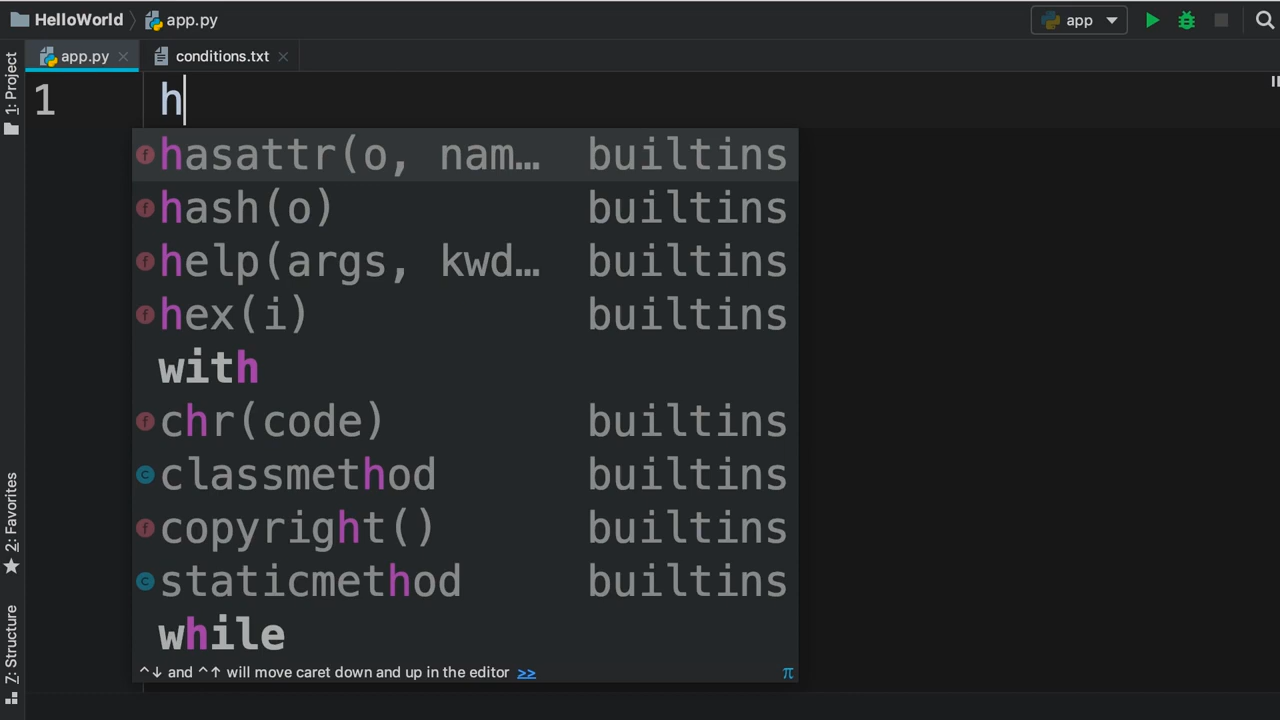 HelloWorld app.py app
app.py conditions.txt
1: Project
1 h
hasattr(o, nam… builtins
hash(o) builtins
help(args, kwd… builtins
hex(i) builtins
with
chr(code) builtins
classmethod builtins
copyright() builtins
staticmethod builtins
while
^↓ and ^↑ will move caret down and up in the editor >> π
2: Favorites
7: Structure